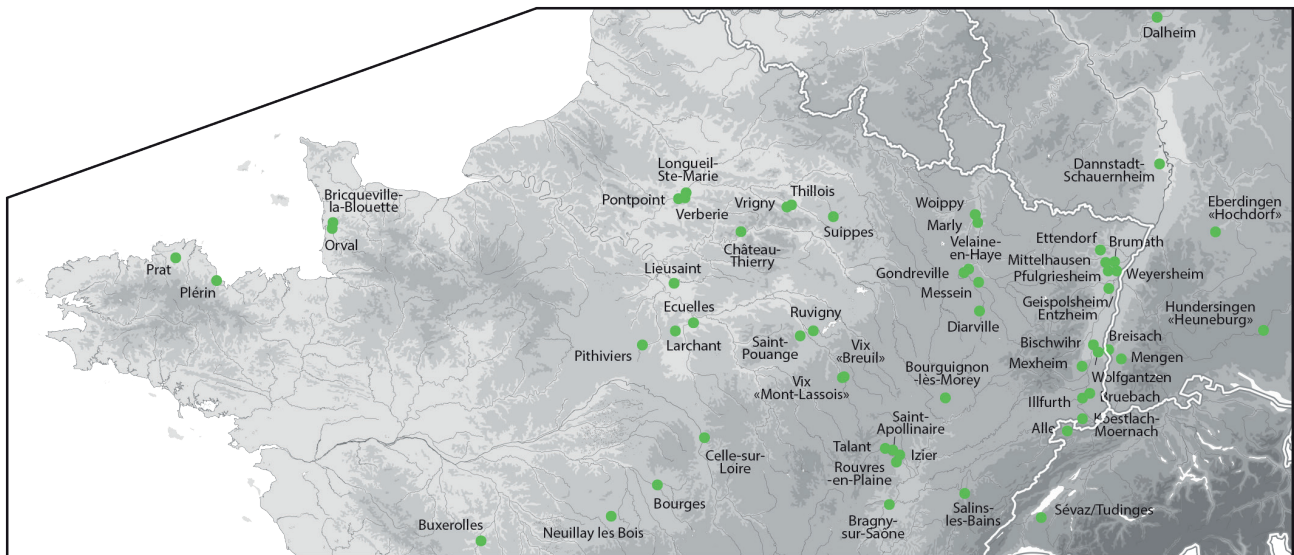 Dalheim
Dannstadt-
Schauernheim
Longueil-
Ste-Marie
Pontpoint
Verberie
Vrigny
Thillois
Suippes
Château-
Thierry
Bricqueville-
la-Blouette
Orval
Prat
Plérin
Woippy
Marly
Velaine-
en-Haye
Gondreville
Messein
Diarville
Ettendorf
Brumath
Mittelhausen
Pfulgriesheim
Weyersheim
Geispolsheim/
Entzheim
Eberdingen
«Hochdorf»
Hundersingen
«Heuneburg»
Lieusaint
Ecuelles
Larchant
Pithiviers
Ruvigny
Saint-
Pouange
Vix
«Breuil»
Vix
«Mont-Lassois»
Bourguignon
-lès-Morey
Bischwihr
Breisach
Mexheim
Mengen
Wolfgantzen
Illfurth
Bruebach
Koestlach-
Moernach
Alle
Saint-
Apollinaire
Talant
Izier
Rouvres
-en-Plaine
Celle-sur-
Loire
Bourges
Neuillay les Bois
Buxerolles
Bragny-
sur-Saône
Salins-
les-Bains
Sévaz/Tudinges